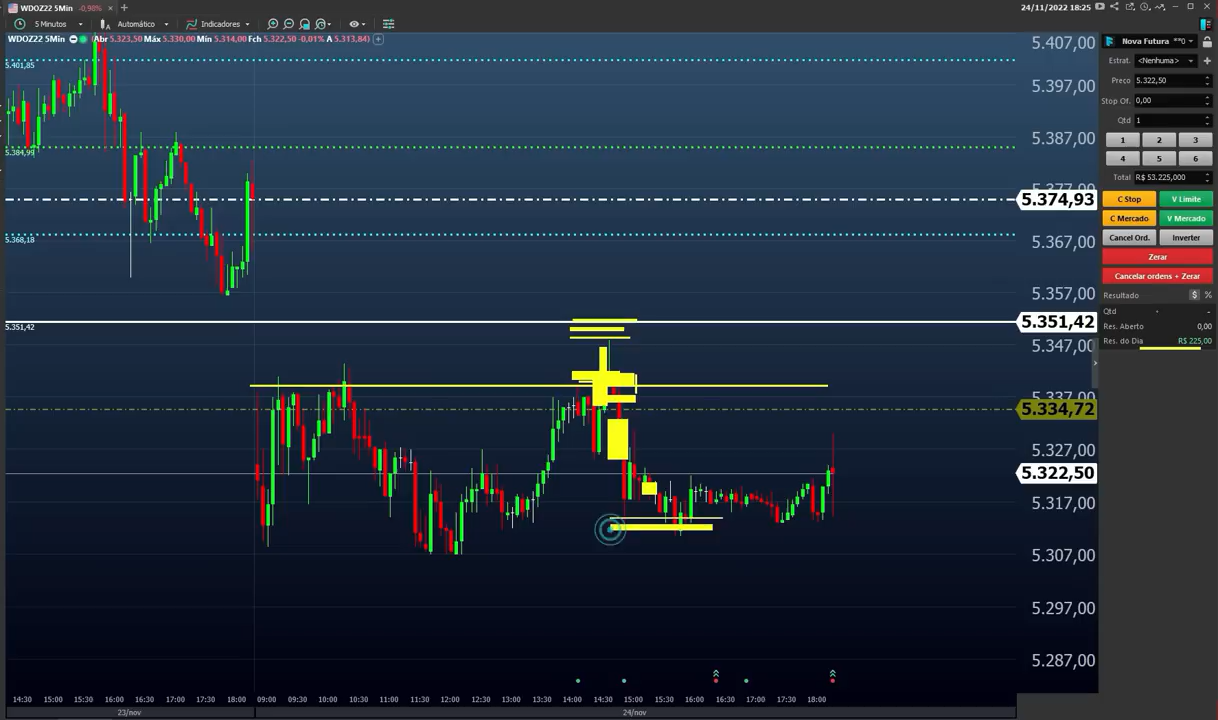 WDOZ22 5Min -0,98%
24/11/2022 18:25
5 Minutos Automático Indicadores
WDOZ22 5Min (Abr 5.323,50 Máx 5.330,00 Mín 5.314,00 Fch 5.322,50 -0,01% A 5.313,84)
5.401,85
5.384,99
5.368,18
5.351,42
5.407,00
5.397,00
5.387,00
5.377,00
5.374,93
5.367,00
5.357,00
5.351,42
5.347,00
5.337,00
5.334,72
5.327,00
5.322,50
5.317,00
5.307,00
5.297,00
5.287,00
14:30 15:00 15:30 16:00 16:30 17:00 17:30 18:00 09:00 09:30 10:00 10:30 11:00 11:30 12:00 12:30 13:00 13:30 14:00 14:30 15:00 15:30 16:00 16:30 17:00 17:30 18:00
23/nov 24/nov
Nova Futura
Estrat. <Nenhuma>
Preço 5.322,50
Stop Of. 0,00
Qtd 1
1 2 3
4 5 6
Total R$ 53.225,000
C Stop V Limite
C Mercado V Mercado
Cancel Ord. Inverter
Zerar
Cancelar ordens + Zerar
Resultado $ %
Qtd - -
Res. Aberto 0,00
Res. do Dia R$ 225,00